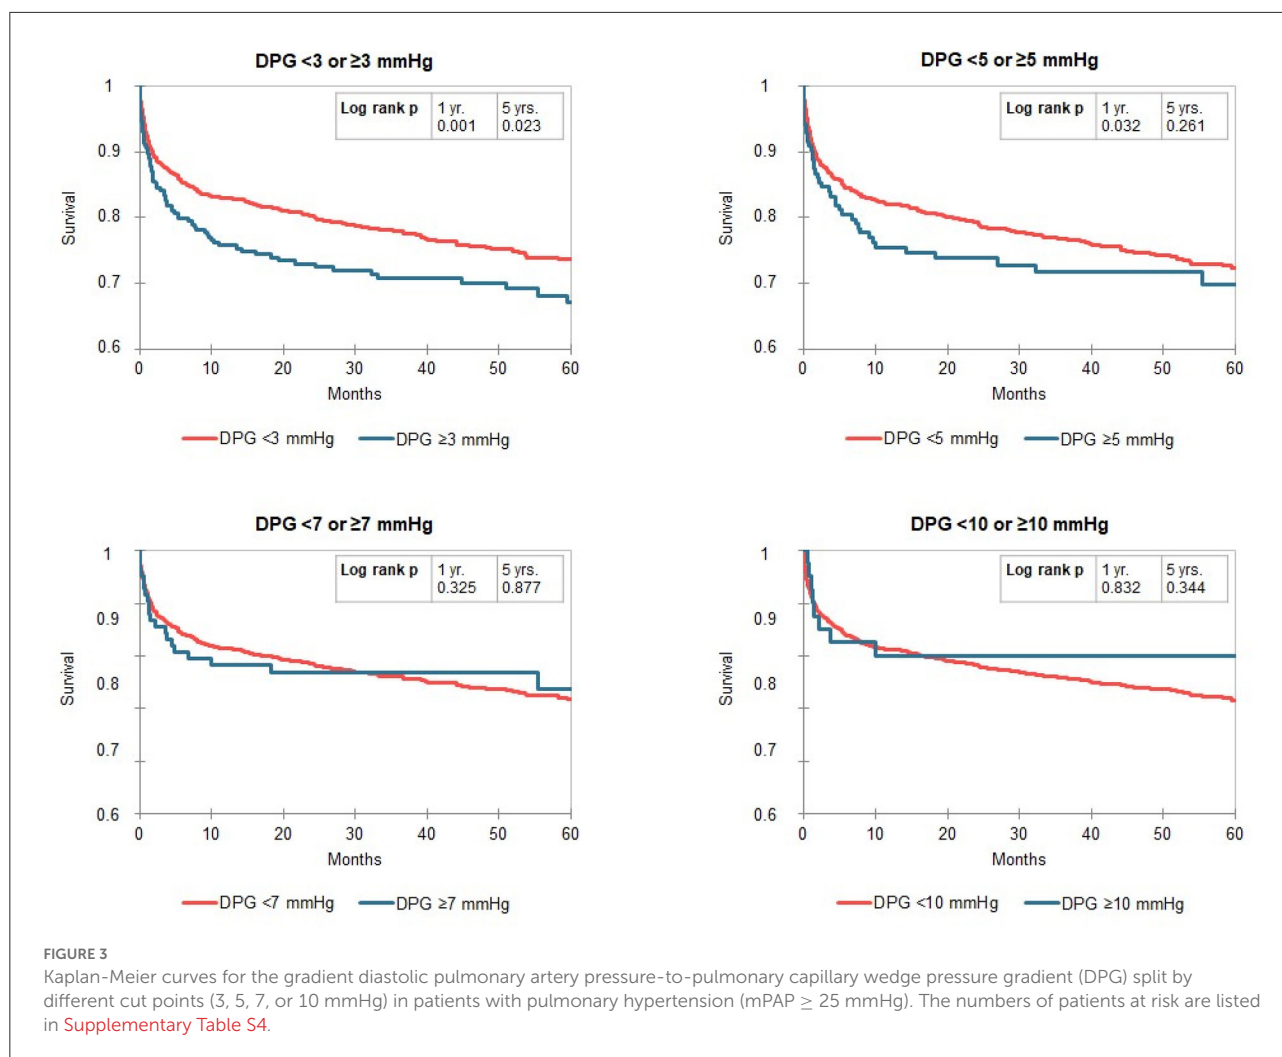 DPG <3 or ≥3 mmHg
Log rank p
1 yr.
0.001
5 yrs.
0.023
Survival
1
0.9
0.8
0.7
0.6
0
10
20
30
40
50
60
Months
DPG <3 mmHg
DPG ≥3 mmHg
DPG <5 or ≥5 mmHg
Log rank p
1 yr.
0.032
5 yrs.
0.261
Survival
1
0.9
0.8
0.7
0.6
0
10
20
30
40
50
60
Months
DPG <5 mmHg
DPG ≥5 mmHg
DPG <7 or ≥7 mmHg
Log rank p
1 yr.
0.325
5 yrs.
0.877
Survival
1
0.9
0.8
0.7
0.6
0
10
20
30
40
50
60
Months
DPG <7 mmHg
DPG ≥7 mmHg
DPG <10 or ≥10 mmHg
Log rank p
1 yr.
0.832
5 yrs.
0.344
Survival
1
0.9
0.8
0.7
0.6
0
10
20
30
40
50
60
Months
DPG <10 mmHg
DPG ≥10 mmHg
FIGURE 3
Kaplan-Meier curves for the gradient diastolic pulmonary artery pressure-to-pulmonary capillary wedge pressure gradient (DPG) split by
different cut points (3, 5, 7, or 10 mmHg) in patients with pulmonary hypertension (mPAP ≥ 25 mmHg). The numbers of patients at risk are listed
in Supplementary Table S4.